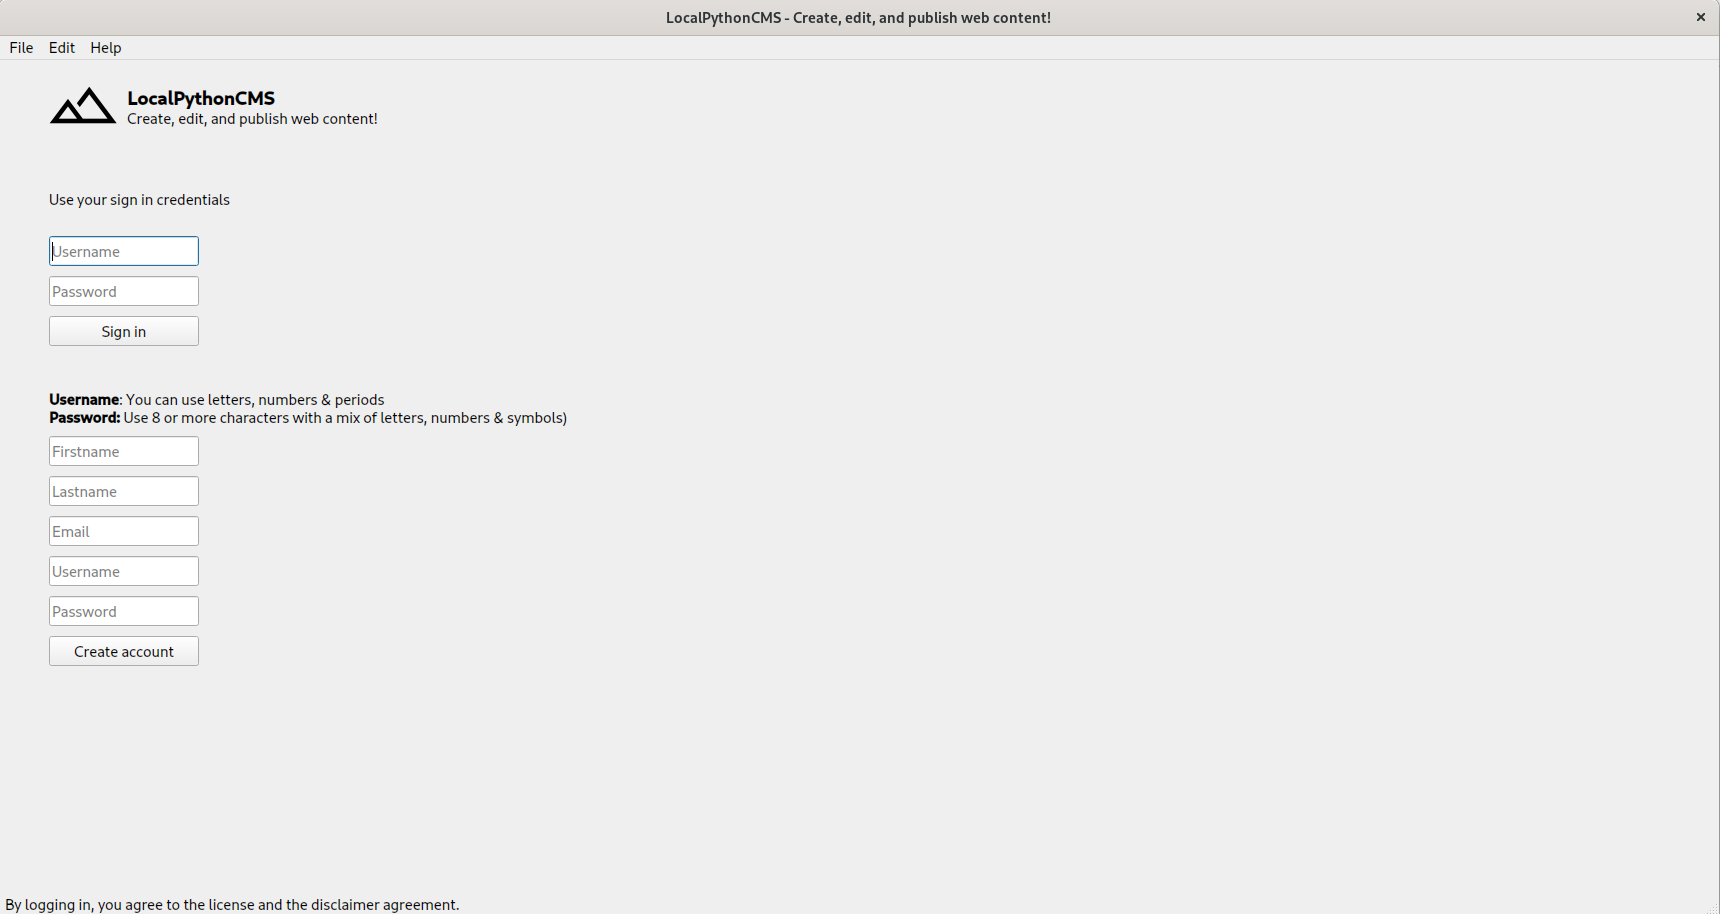 LocalPythonCMS - Create, edit, and publish web content!
File Edit Help
LocalPythonCMS
Create, edit, and publish web content!
Use your sign in credentials
Username
Password
Sign in
Username: You can use letters, numbers & periods
Password: Use 8 or more characters with a mix of letters, numbers & symbols)
Firstname
Lastname
Email
Username
Password
Create account
By logging in, you agree to the license and the disclaimer agreement.